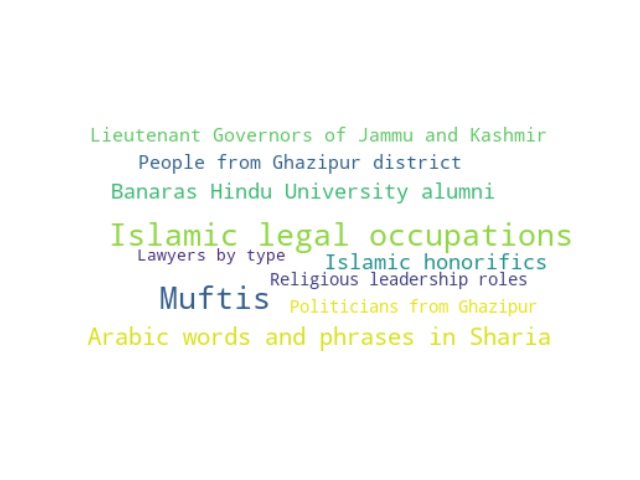 Lieutenant Governors of Jammu and Kashmir
People from Ghazipur district
Banaras Hindu University alumni
Islamic legal occupations
Lawyers by type
Islamic honorifics
Religious leadership roles
Muftis
Politicians from Ghazipur
Arabic words and phrases in Sharia